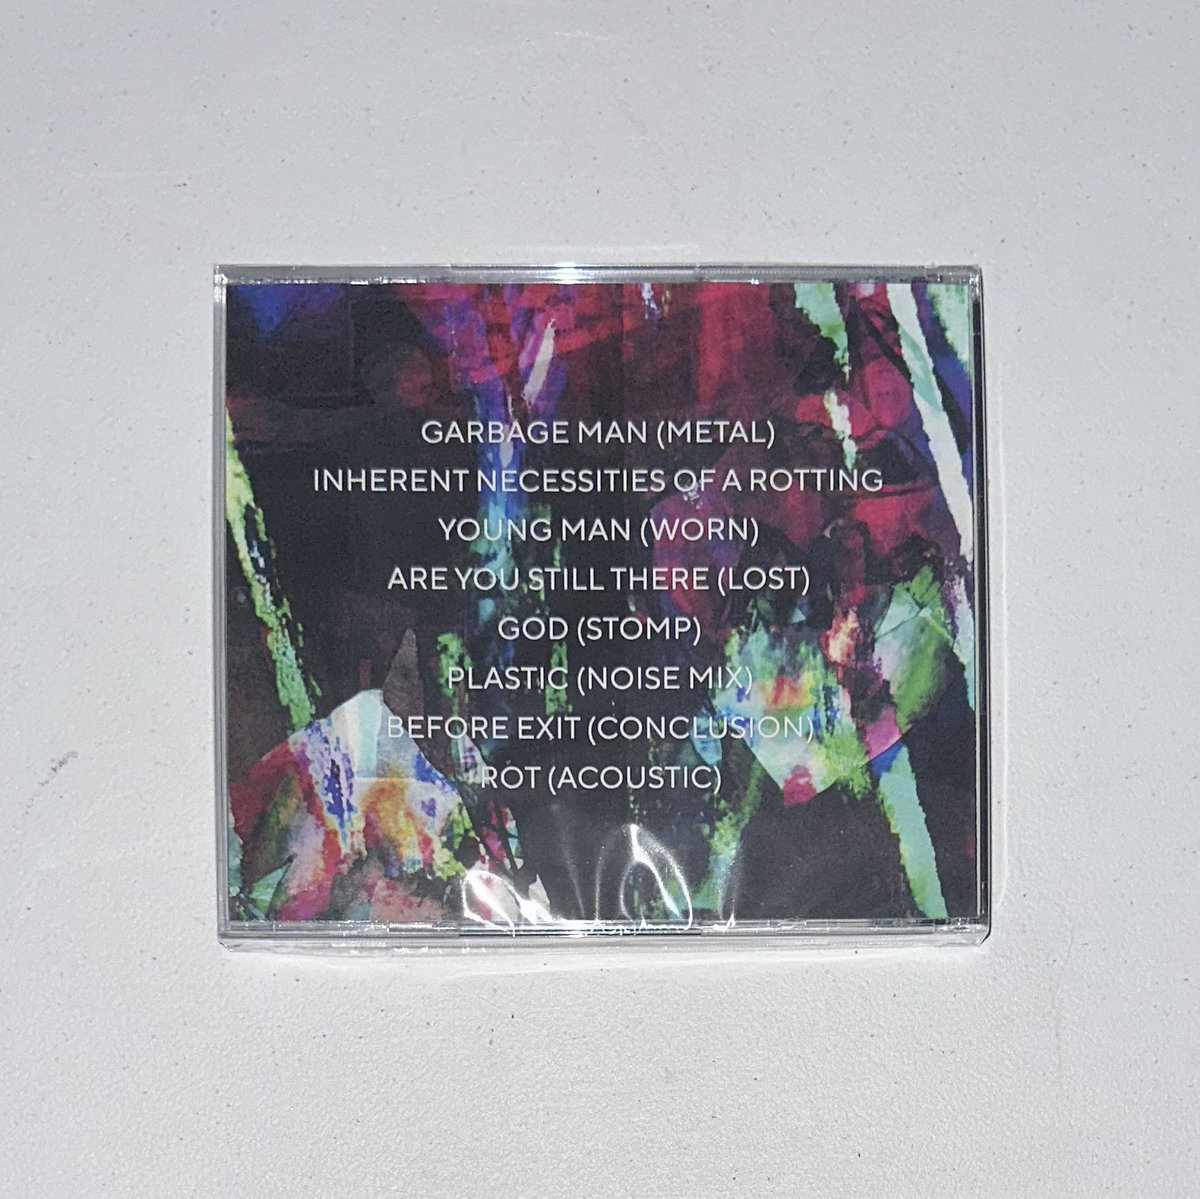 GARBAGE MAN (METAL)
INHERENT NECESSITIES OF A ROTTING
YOUNG MAN (WORN)
ARE YOU STILL THERE (LOST)
GOD (STOMP)
PLASTIC (NOISE MIX)
BEFORE EXIT (CONCLUSION)
ROT (ACOUSTIC)